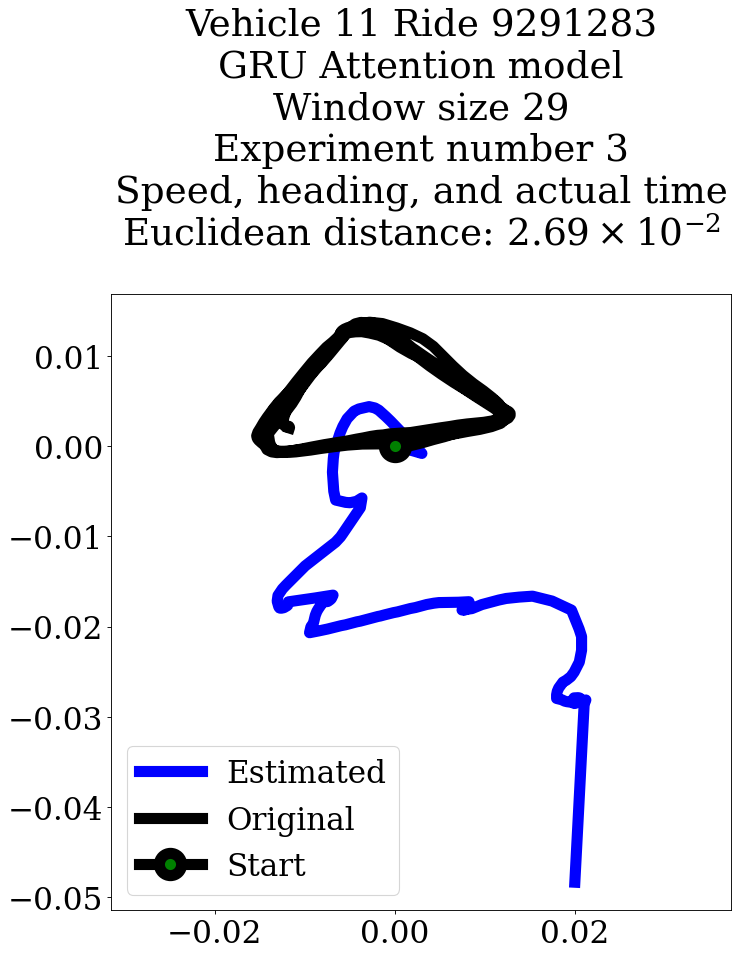 Vehicle 11 Ride 9291283
GRU Attention model
Window size 29
Experiment number 3
Speed, heading, and actual time
Euclidean distance: 2.69 × 10⁻²
0.01
0.00
−0.01
−0.02
−0.03
−0.04
−0.05
Estimated
Original
Start
−0.02 0.00 0.02